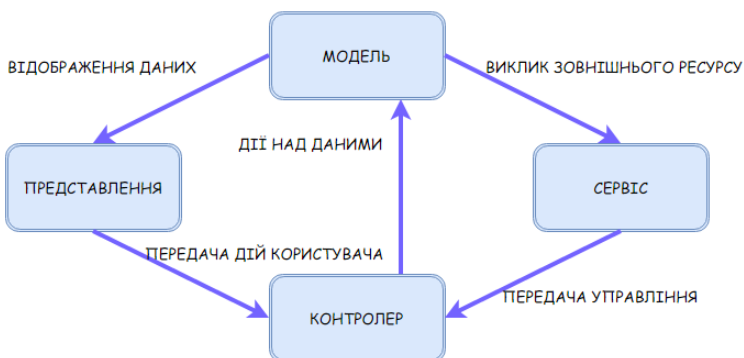 МОДЕЛЬ
ВІДОБРАЖЕННЯ ДАНИХ
ВИКЛИК ЗОВНІШНЬОГО РЕСУРСУ
ДІЇ НАД ДАНИМИ
ПРЕДСТАВЛЕННЯ
СЕРВІС
ПЕРЕДАЧА ДІЙ КОРИСТУВАЧА
ПЕРЕДАЧА УПРАВЛІННЯ
КОНТРОЛЕР